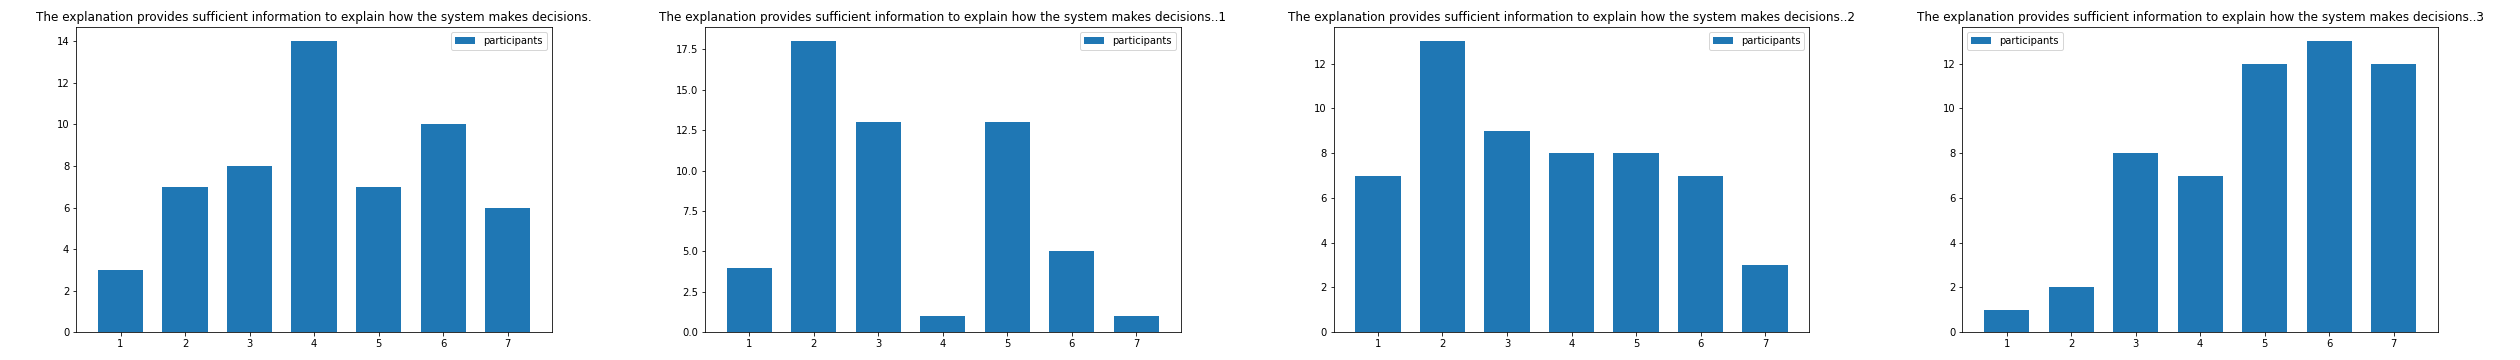 The explanation provides sufficient information to explain how the system makes decisions.
participants
14
12
10
8
6
4
2
0
1 2 3 4 5 6 7
The explanation provides sufficient information to explain how the system makes decisions..1
participants
17.5
15.0
12.5
10.0
7.5
5.0
2.5
0.0
1 2 3 4 5 6 7
The explanation provides sufficient information to explain how the system makes decisions..2
participants
12
10
8
6
4
2
0
1 2 3 4 5 6 7
The explanation provides sufficient information to explain how the system makes decisions..3
participants
12
10
8
6
4
2
0
1 2 3 4 5 6 7